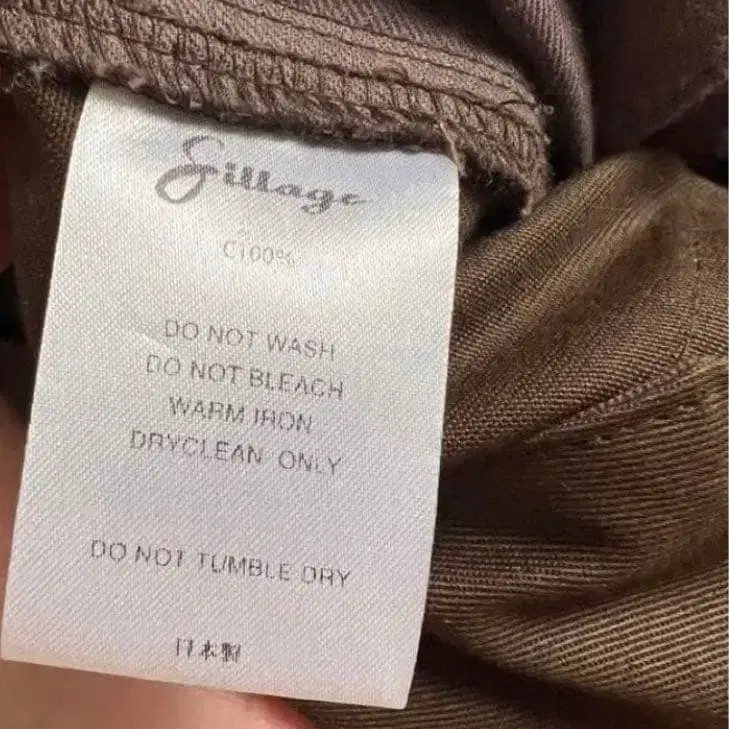 Sillage
C100%
DO NOT WASH
DO NOT BLEACH
WARM IRON
DRYCLEAN ONLY
DO NOT TUMBLE DRY
日本製